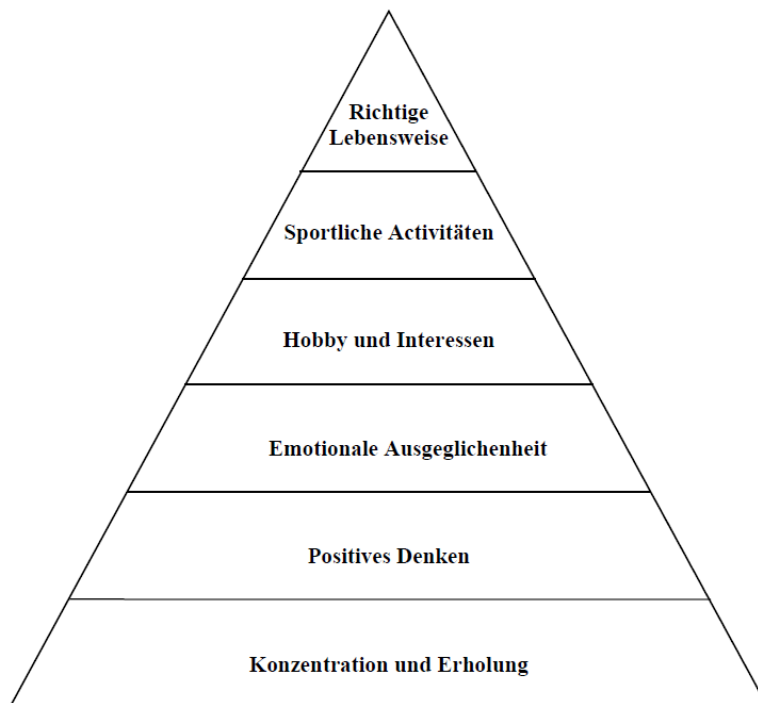 Richtige
Lebensweise
Sportliche Activitäten
Hobby und Interessen
Emotionale Ausgeglichenheit
Positives Denken
Konzentration und Erholung